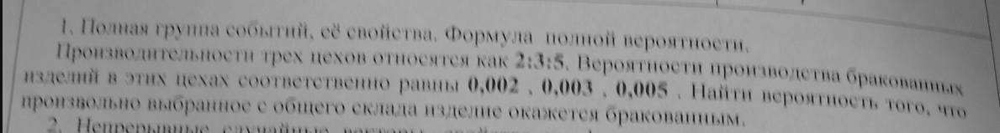 1. Полная группа событий, её свойства. Формула полной вероятности.
Производительности трех цехов относятся как 2:3:5. Вероятности производства бракованных
изделий в этих цехах соответственно равны 0,002 , 0,003 , 0,005 . Найти вероятность того, что
произвольно выбранное с общего склада изделие окажется бракованным.
2. Непрерывные случайные векторы,